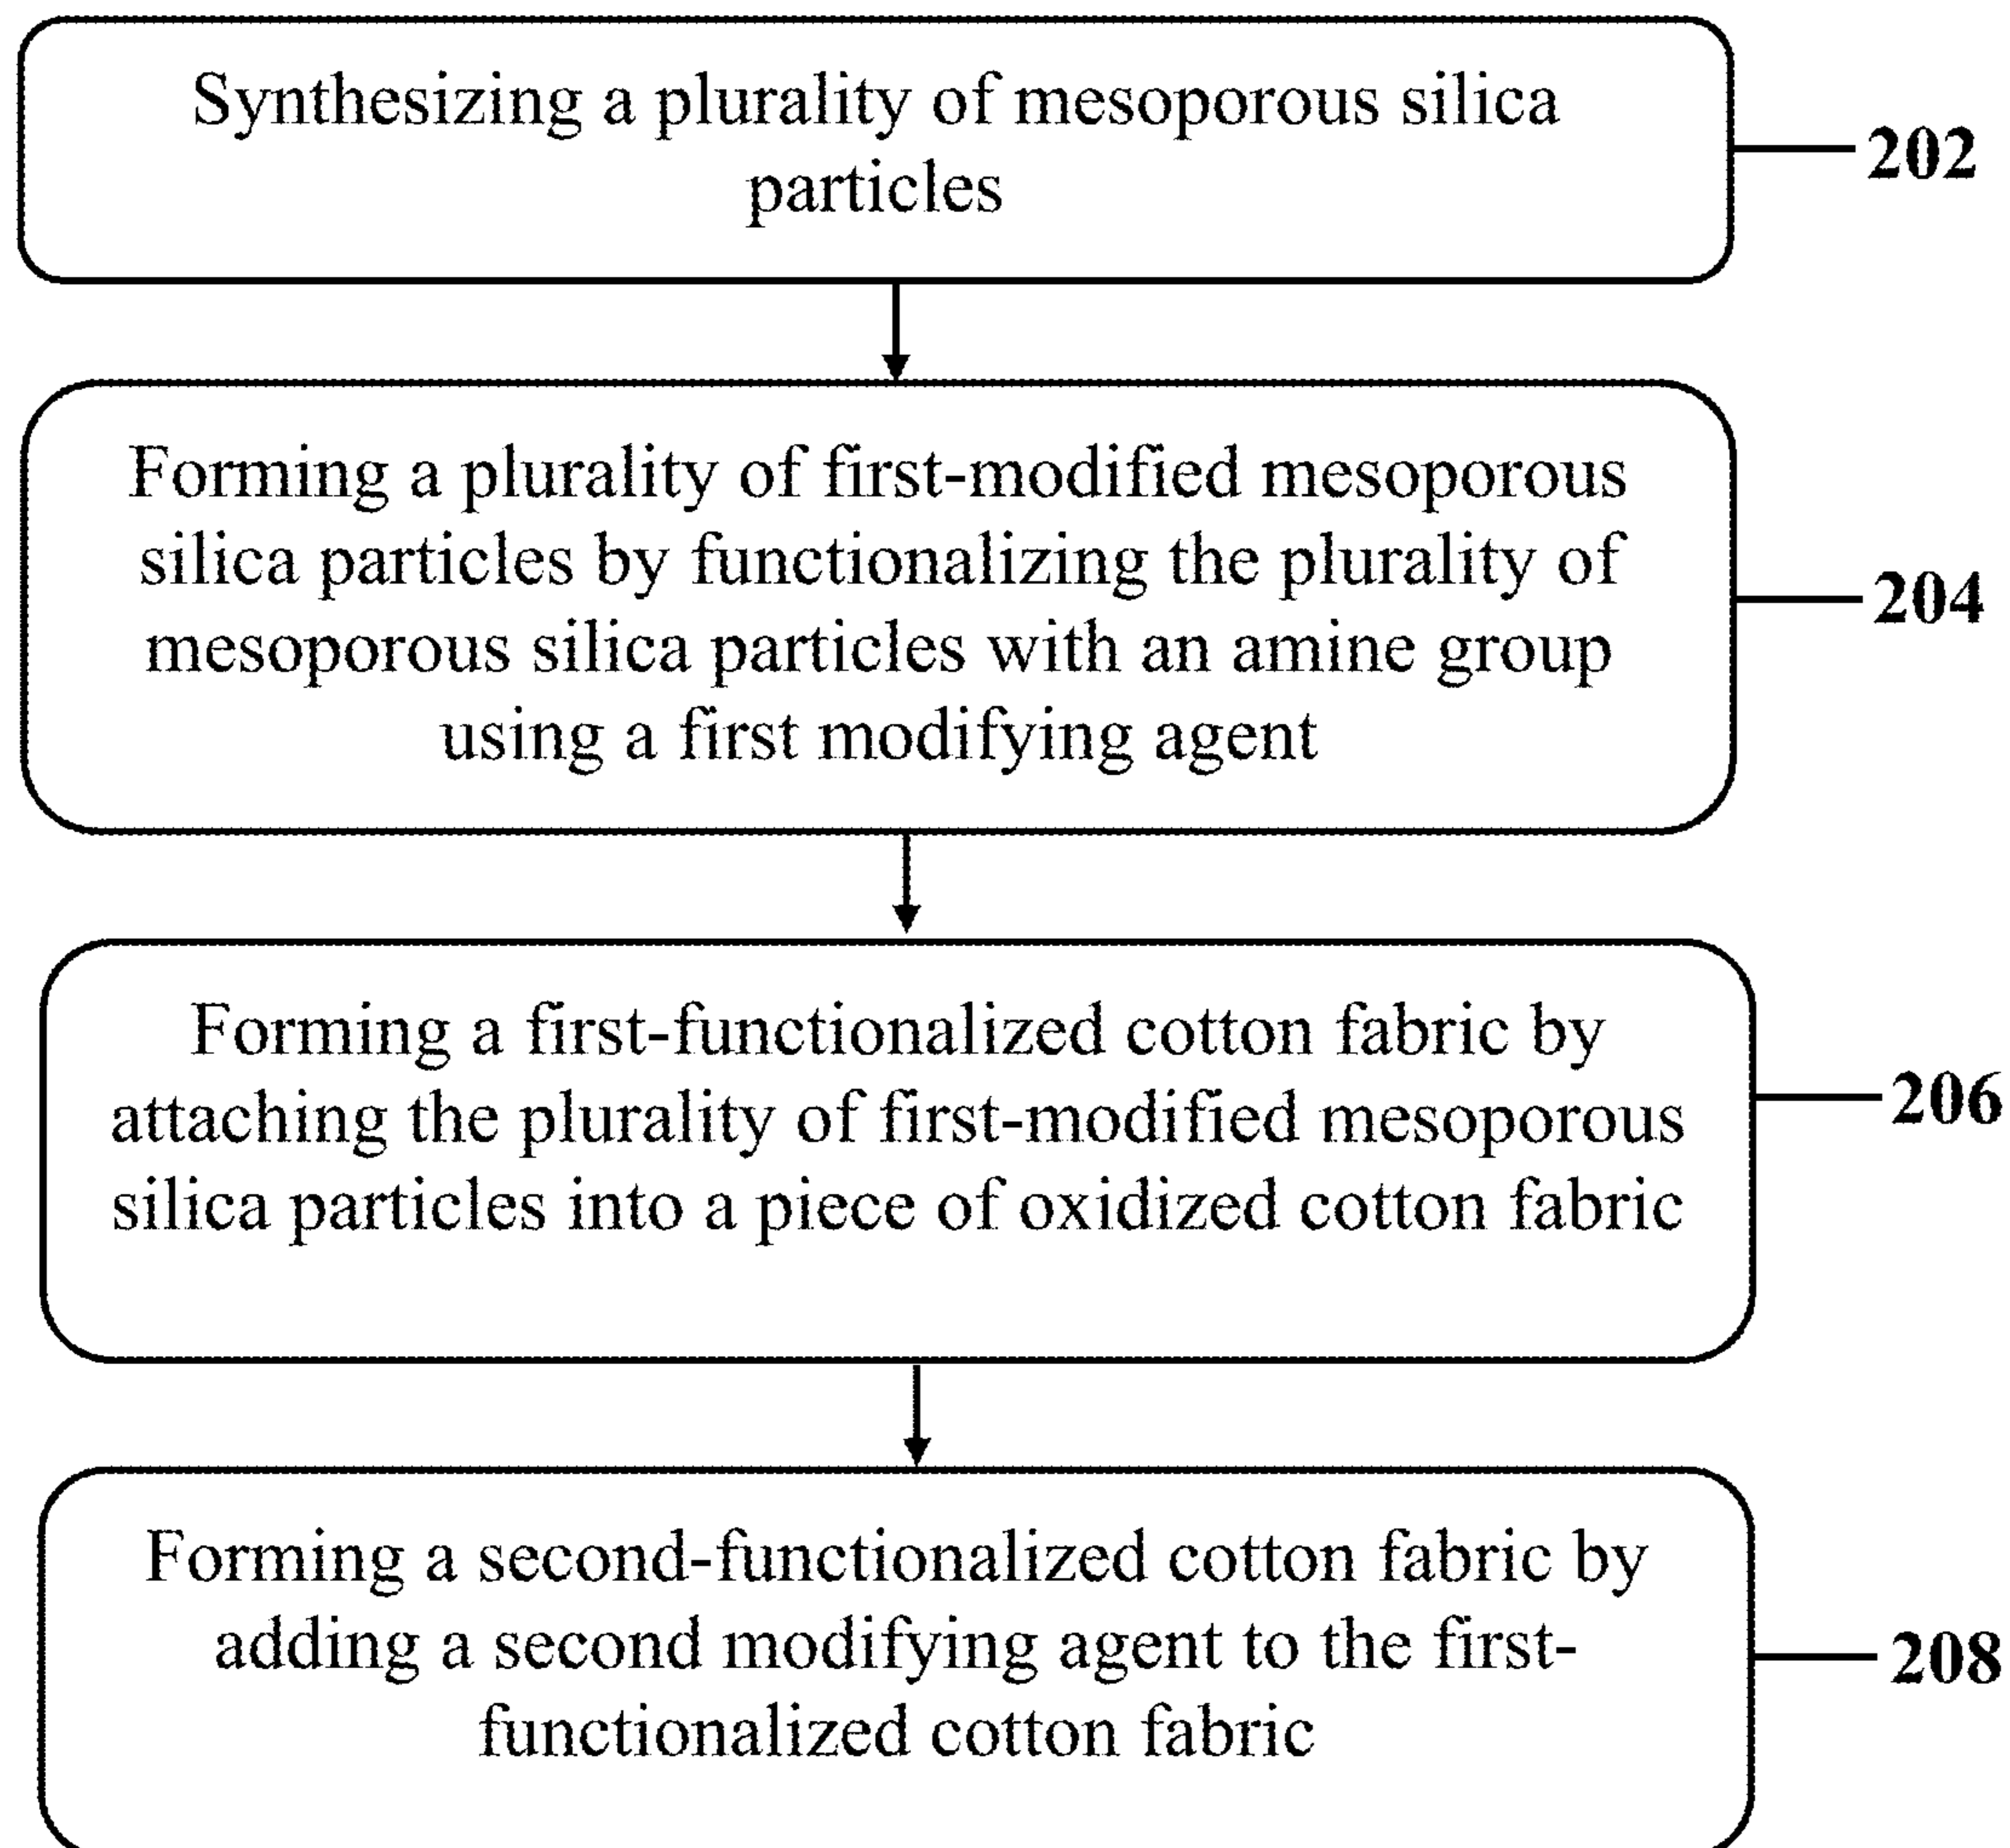 Synthesizing a plurality of mesoporous silica
particles
202
Forming a plurality of first-modified mesoporous
silica particles by functionalizing the plurality of
mesoporous silica particles with an amine group
using a first modifying agent
204
Forming a first-functionalized cotton fabric by
attaching the plurality of first-modified mesoporous
silica particles into a piece of oxidized cotton fabric
206
Forming a second-functionalized cotton fabric by
adding a second modifying agent to the first-
functionalized cotton fabric
208